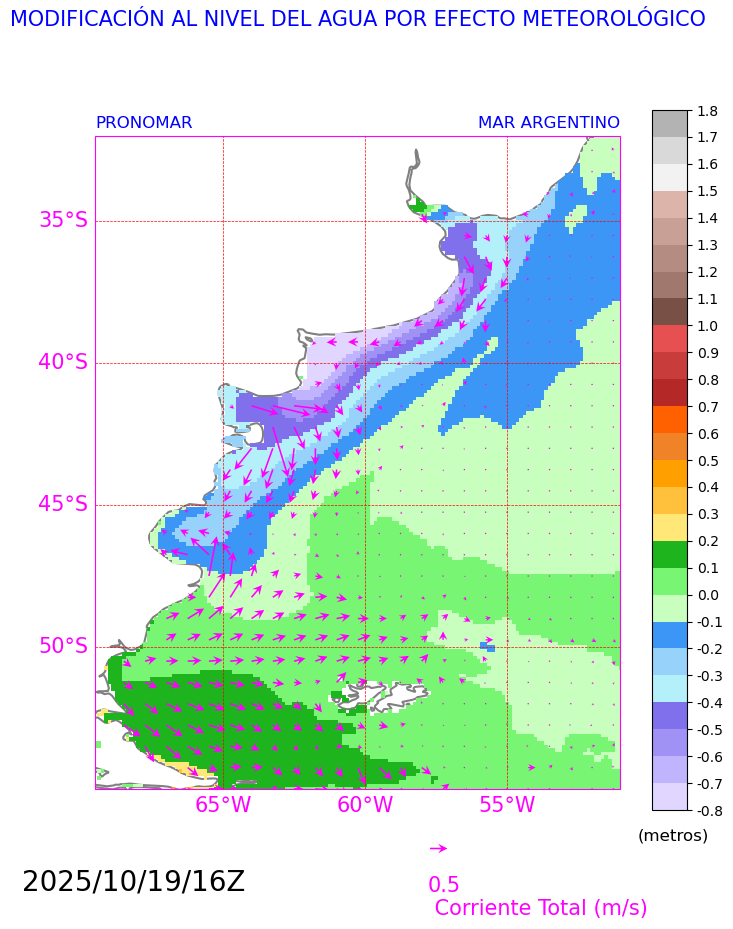 MODIFICACIÓN AL NIVEL DEL AGUA POR EFECTO METEOROLÓGICO
PRONOMAR MAR ARGENTINO
35°S
40°S
45°S
50°S
65°W 60°W 55°W
1.8
1.7
1.6
1.5
1.4
1.3
1.2
1.1
1.0
0.9
0.8
0.7
0.6
0.5
0.4
0.3
0.2
0.1
0.0
-0.1
-0.2
-0.3
-0.4
-0.5
-0.6
-0.7
-0.8
(metros)
2025/10/19/16Z
0.5
Corriente Total (m/s)